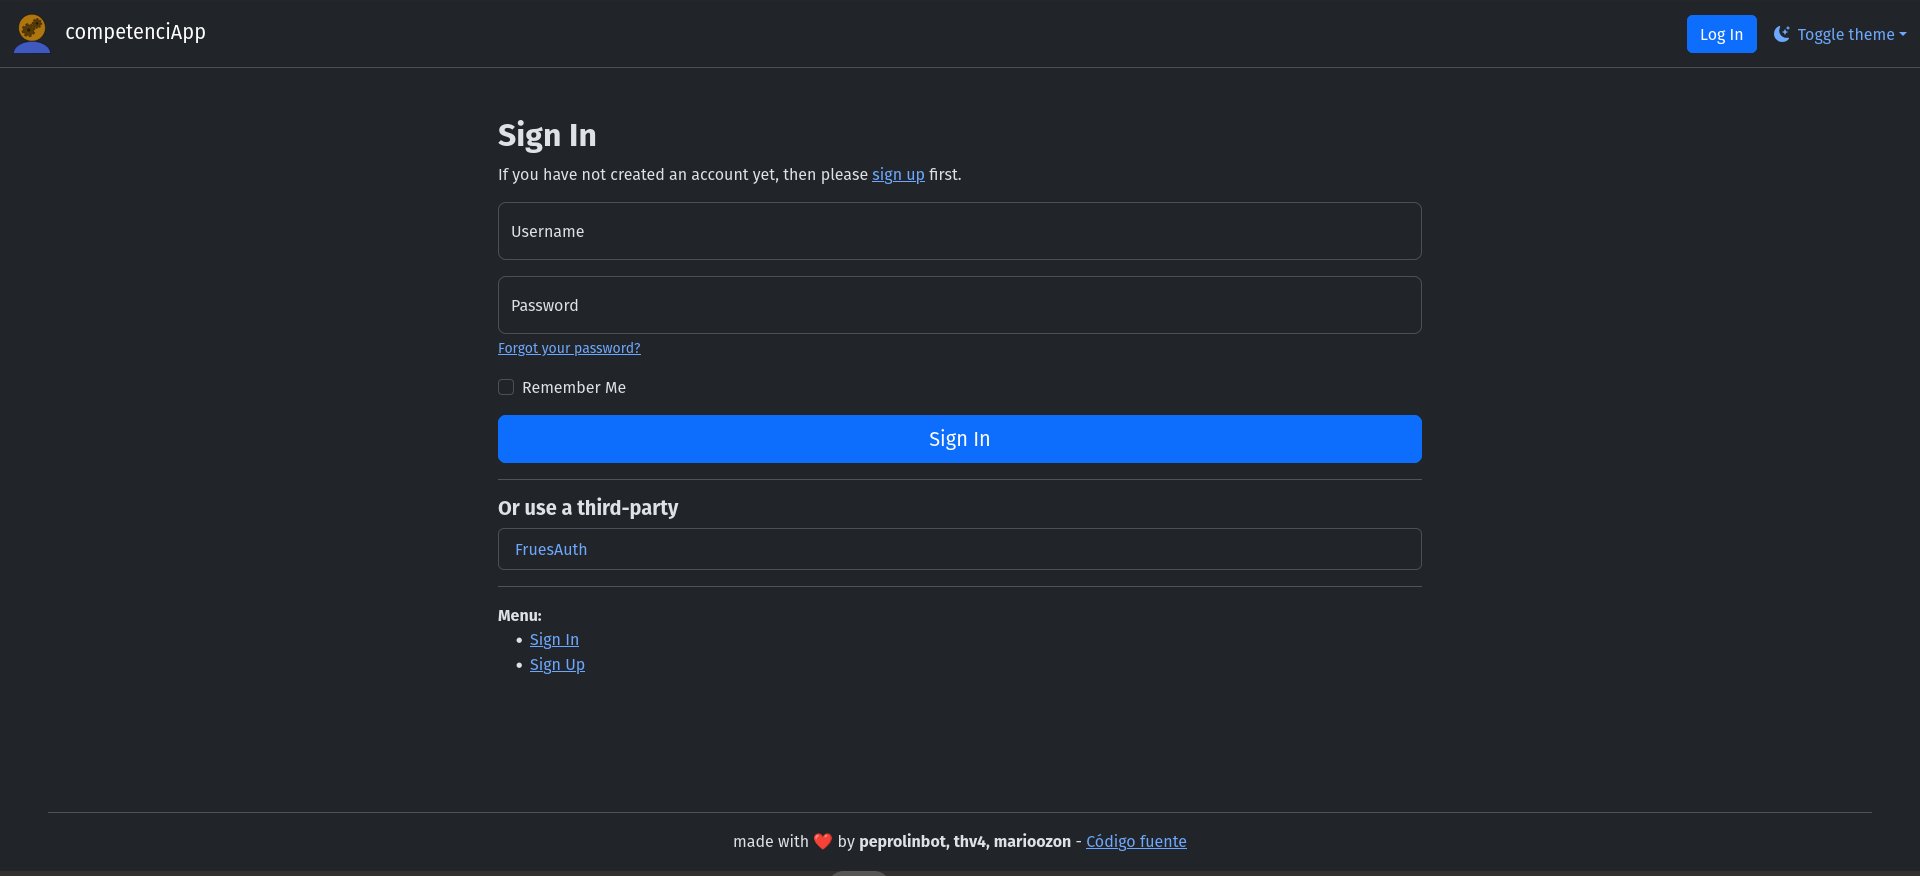 competenciApp
Log In
Toggle theme
Sign In
If you have not created an account yet, then please sign up first.
Username
Password
Forgot your password?
Remember Me
Sign In
Or use a third-party
FruesAuth
Menu:
• Sign In
• Sign Up
made with ❤️ by peprolinbot, thv4, marioozon - Código fuente